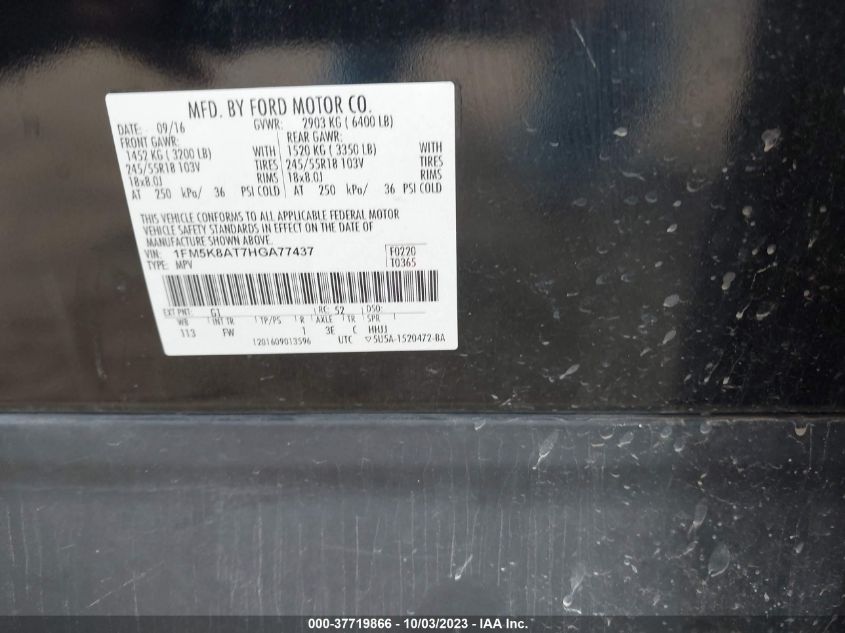 MFD. BY FORD MOTOR CO.
DATE: 09/16 GVWR: 2903 KG ( 6400 LB)
FRONT GAWR: REAR GAWR:
1452 KG ( 3200 LB) WITH 1520 KG ( 3350 LB) WITH
245/55R18 103V TIRES 245/55R18 103V TIRES
18x8.0J RIMS 18x8.0J RIMS
AT 250 kPa/ 36 PSI COLD AT 250 kPa/ 36 PSI COLD
THIS VEHICLE CONFORMS TO ALL APPLICABLE FEDERAL MOTOR
VEHICLE SAFETY STANDARDS IN EFFECT ON THE DATE OF
MANUFACTURE SHOWN ABOVE.
VIN: 1FM5K8AT7HGA77437 F0220
TYPE: MPV T0365
EXT PNT: G1 RC: 52 DSO:
WB INT TR TP/PS R AXLE TR SPR
113 FW 1 3E C HHJJ
1201609013596 UTC ▽5U5A-1520472-BA
000-37719866 - 10/03/2023 - IAA Inc.